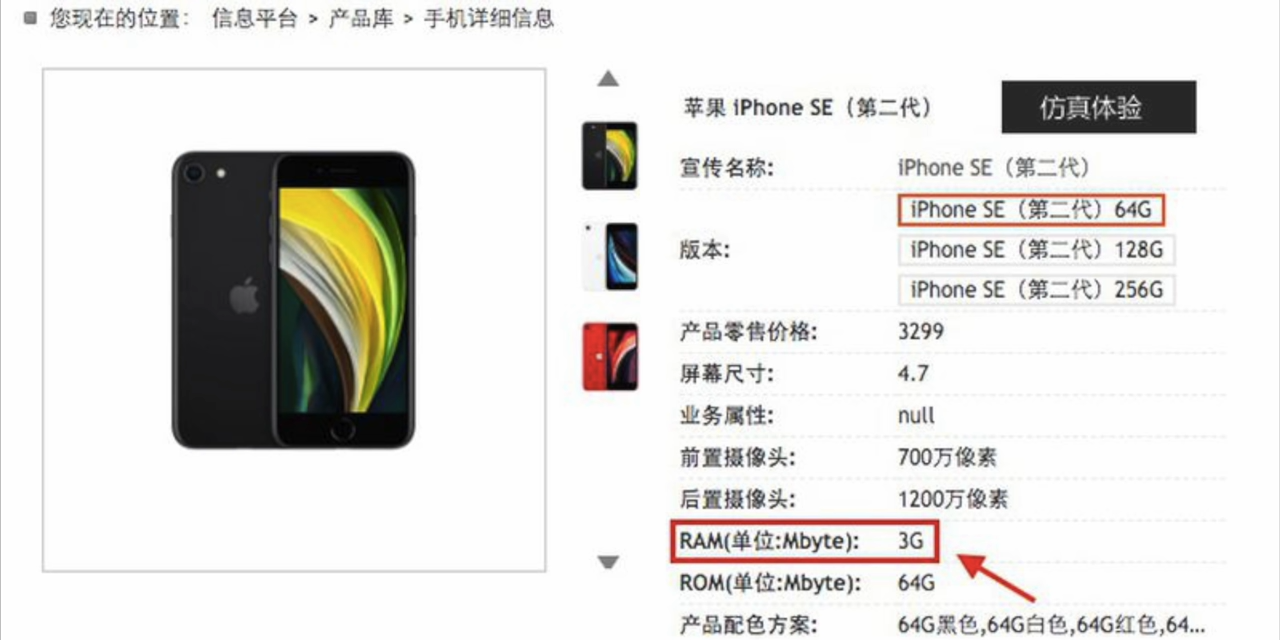 您现在的位置： 信息平台 > 产品库 > 手机详细信息
苹果 iPhone SE（第二代）
仿真体验
宣传名称: iPhone SE（第二代）
版本: iPhone SE（第二代）64G
iPhone SE（第二代）128G
iPhone SE（第二代）256G
产品零售价格: 3299
屏幕尺寸: 4.7
业务属性: null
前置摄像头: 700万像素
后置摄像头: 1200万像素
RAM(单位:Mbyte): 3G
ROM(单位:Mbyte): 64G
产品配色方案: 64G黑色,64G白色,64G红色,64...